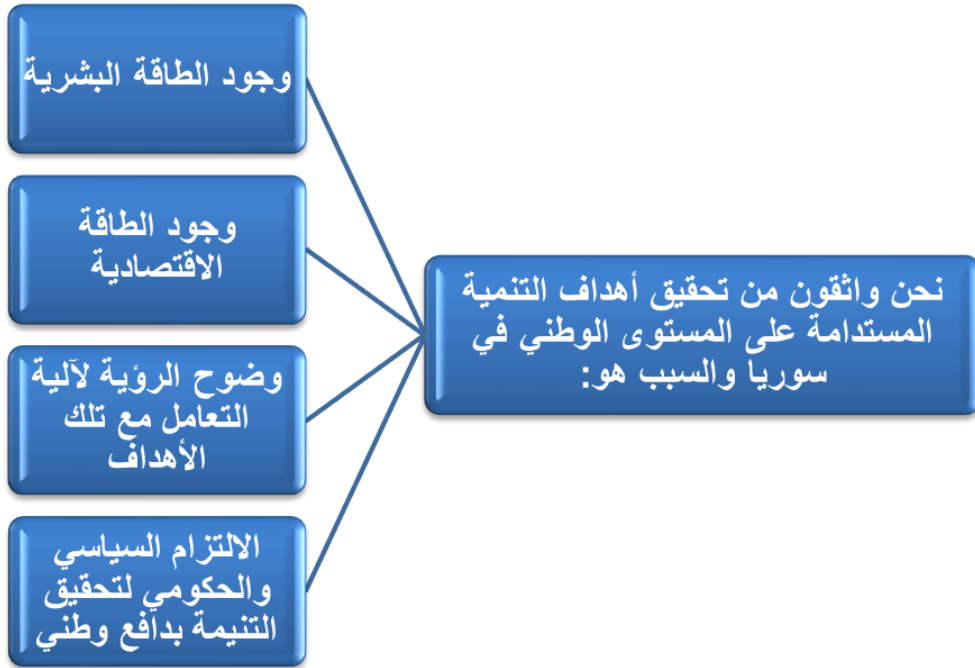 نحن واثقون من تحقيق أهداف التنمية
المستدامة على المستوى الوطني في
سوريا والسبب هو:
وجود الطاقة البشرية
وجود الطاقة
الاقتصادية
وضوح الرؤية لآلية
التعامل مع تلك
الأهداف
الالتزام السياسي
والحكومي لتحقيق
التنيمة بدافع وطني